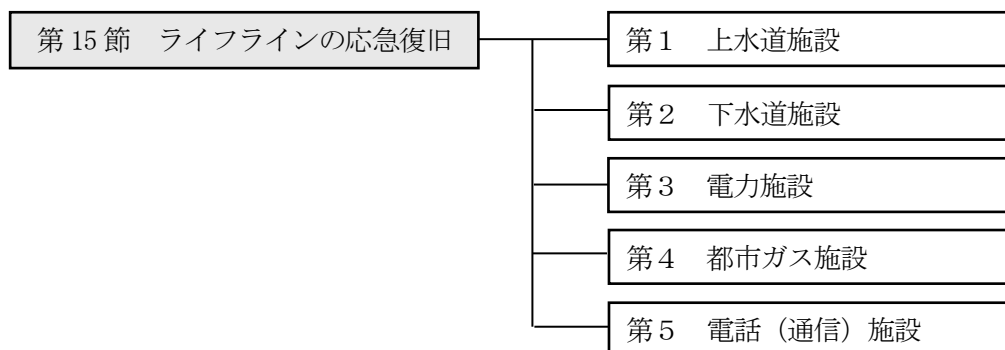 第15節　ライフラインの応急復旧
第１　上水道施設
第２　下水道施設
第３　電力施設
第４　都市ガス施設
第５　電話（通信）施設